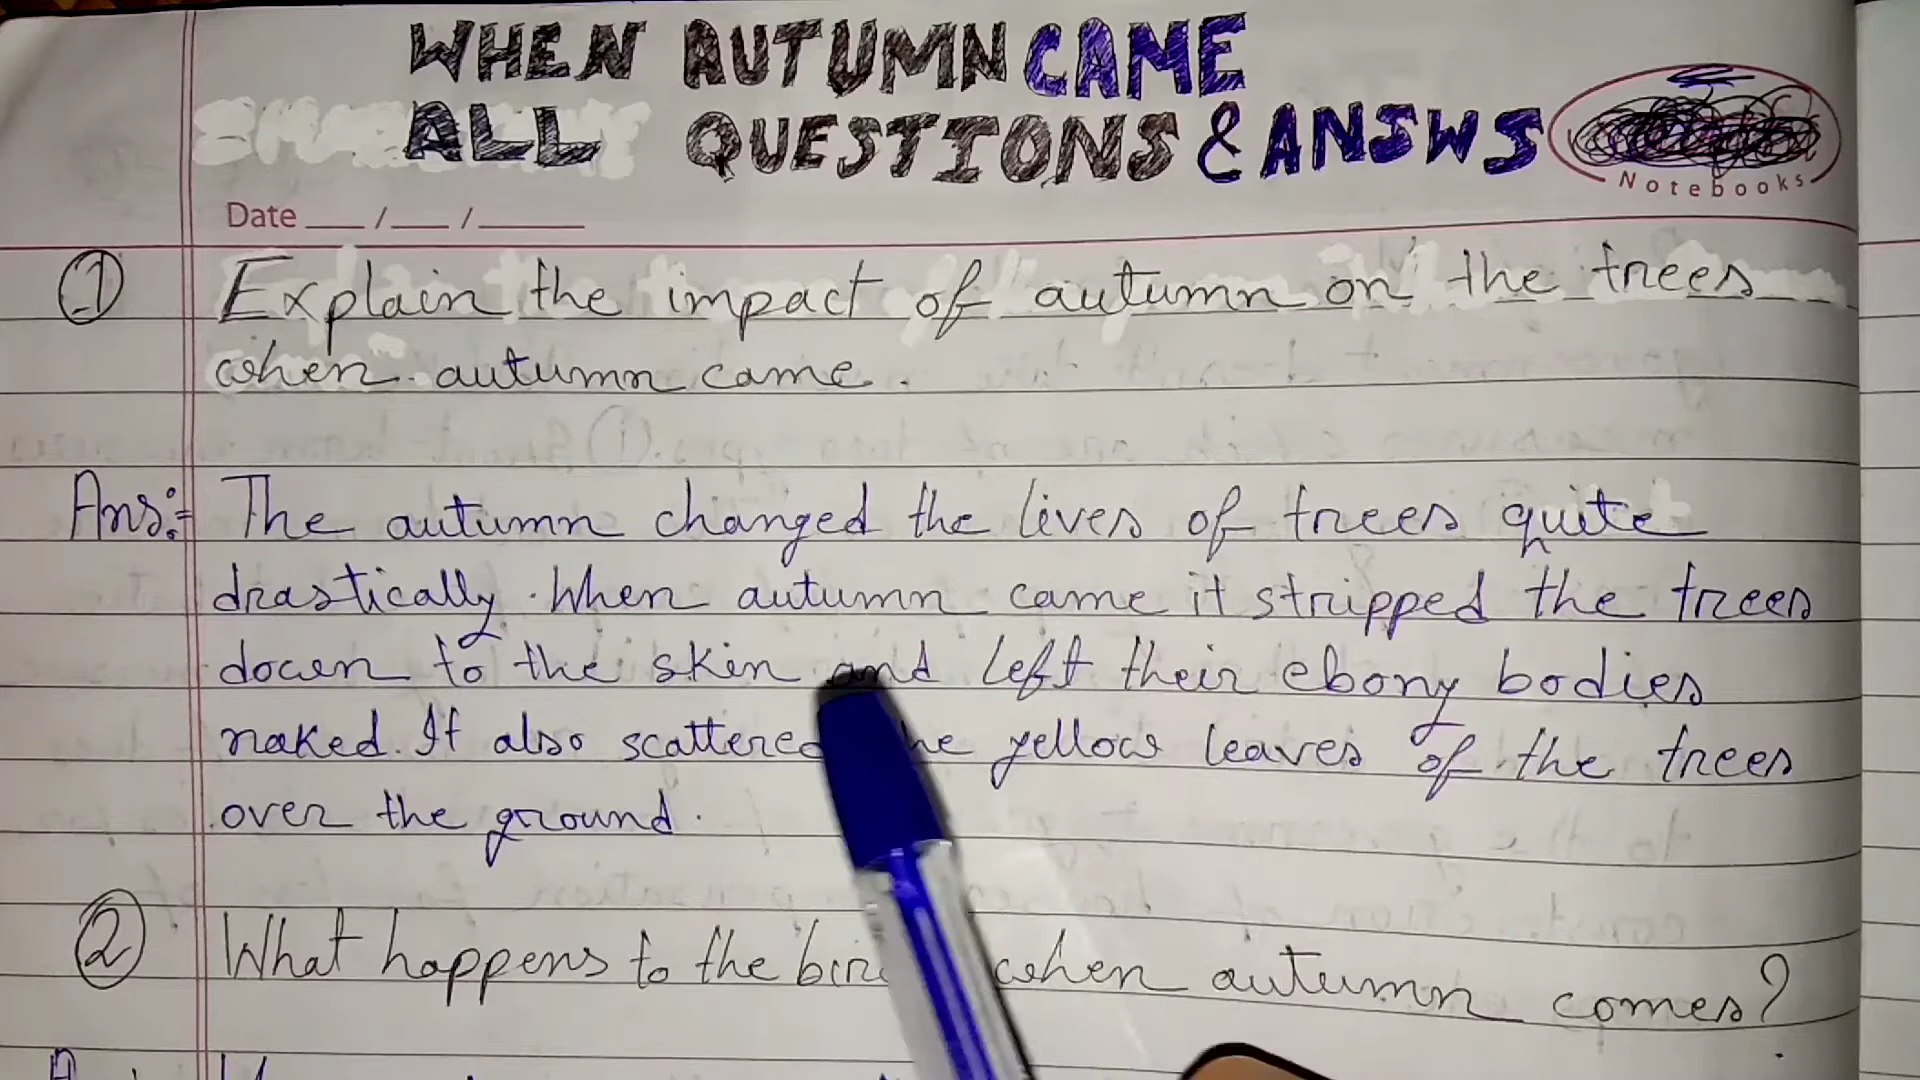 WHEN AUTUMN CAME
ALL QUESTIONS & ANSWS
Notebooks
Date __/__/____
① Explain the impact of autumn on the trees
when autumn came.
Ans:= The autumn changed the lives of trees quite
drastically. When autumn came it stripped the trees
down to the skin and left their ebony bodies
naked. It also scattered the yellow leaves of the trees
over the ground.
② What happens to the when autumn comes?